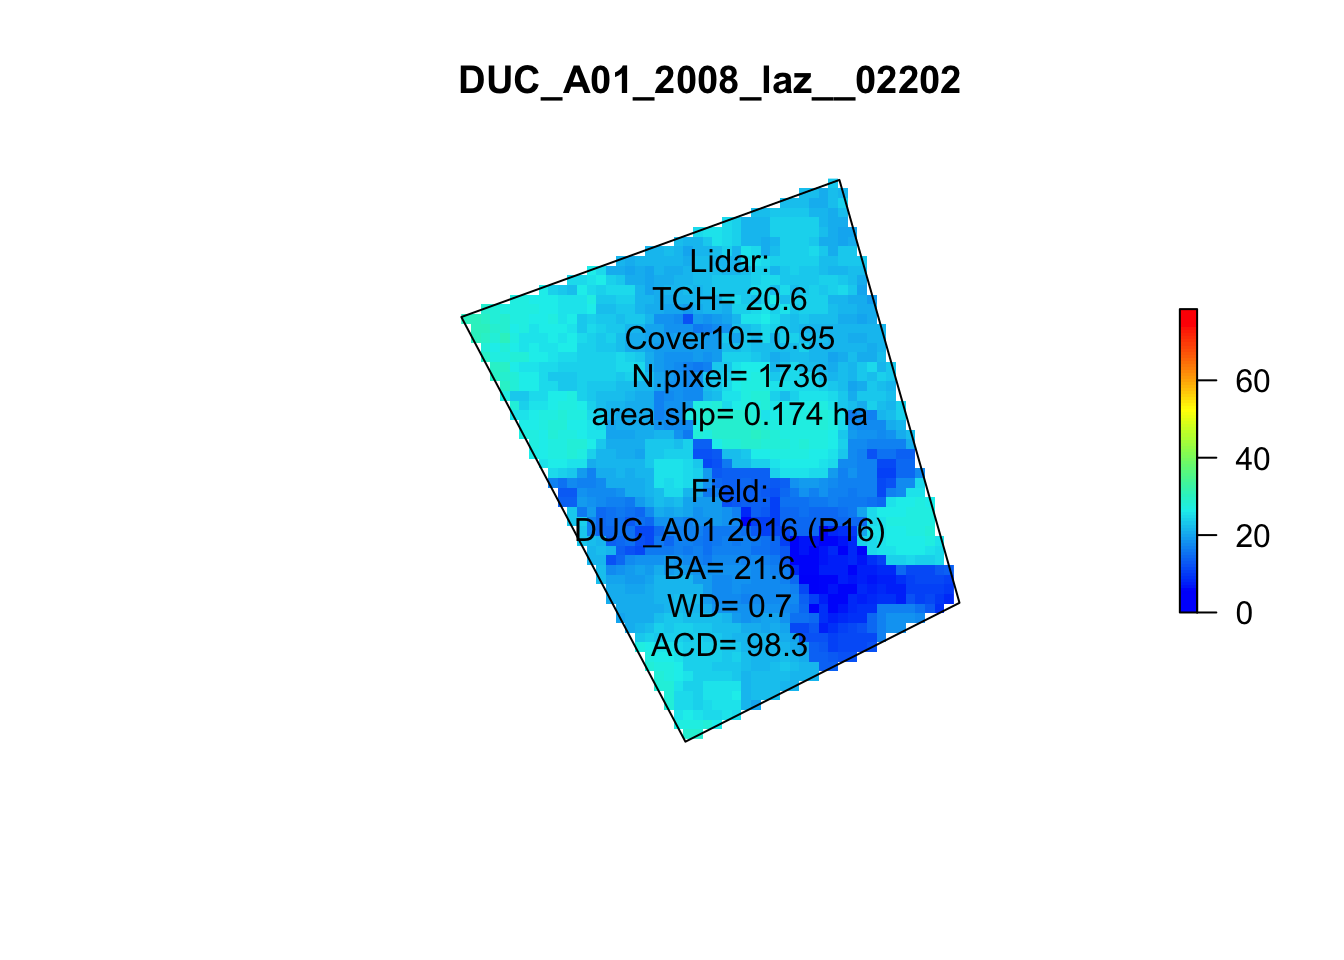 DUC_A01_2008_laz__02202
Lidar:
TCH= 20.6
Cover10= 0.95
N.pixel= 1736
area.shp= 0.174 ha
Field:
DUC_A01 2016 (P16)
BA= 21.6
WD= 0.7
ACD= 98.3
60
40
20
0